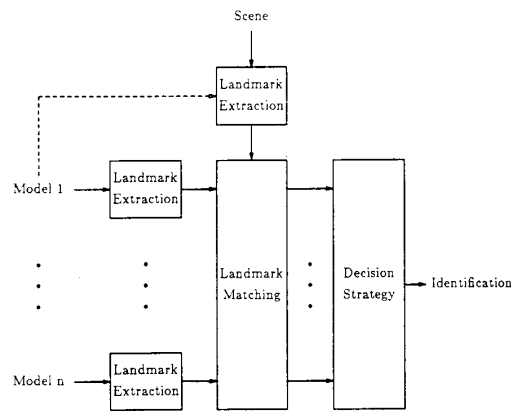 Scene
Landmark
Extraction
Model 1
Landmark
Extraction
Landmark
Matching
Decision
Strategy
Identification
Model n
Landmark
Extraction